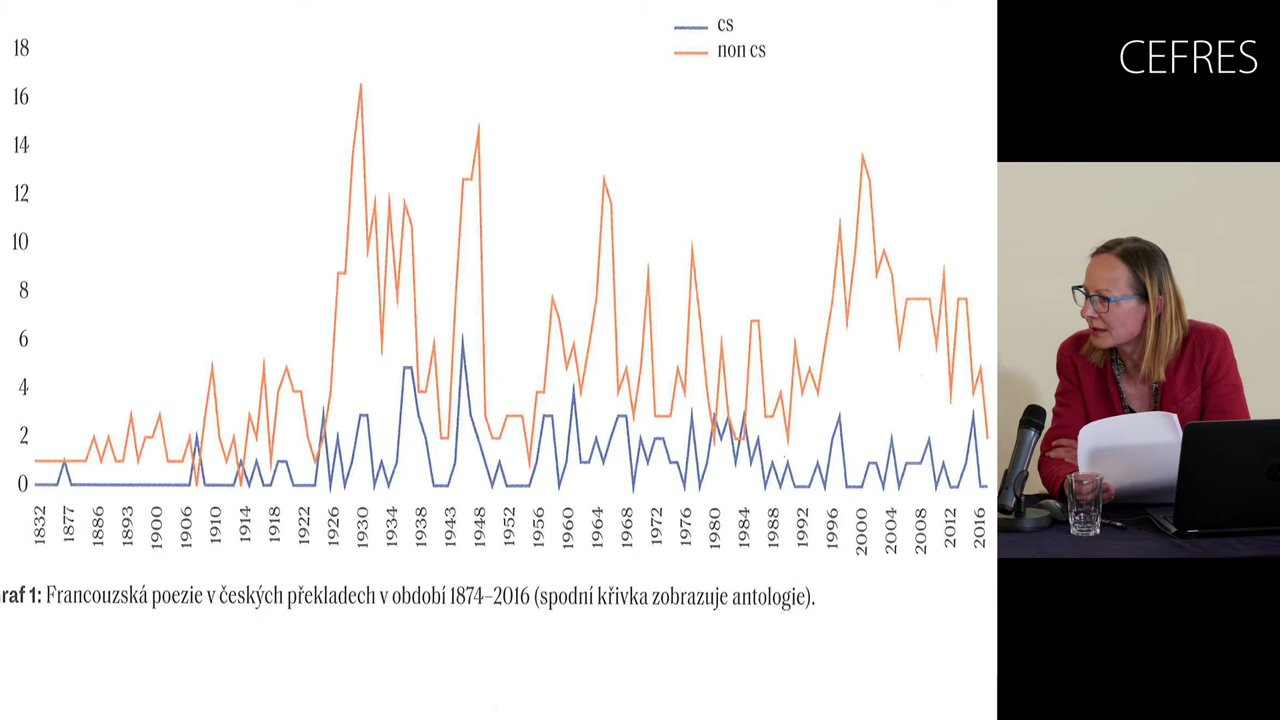 cs
non cs
18
16
14
12
10
8
6
4
2
0
1832 1877 1886 1893 1900 1906 1910 1914 1918 1922 1926 1930 1934 1938 1943 1948 1952 1956 1960 1964 1968 1972 1976 1980 1984 1988 1992 1996 2000 2004 2008 2012 2016
raf 1: Francouzská poezie v českých překladech v období 1874–2016 (spodní křivka zobrazuje antologie).
CEFRES